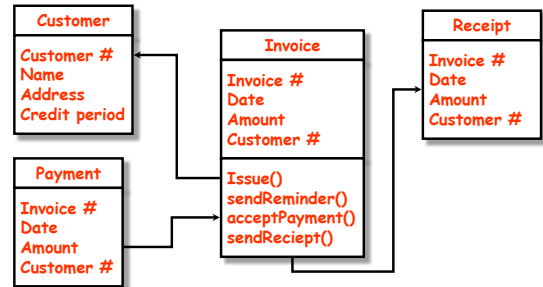 Customer
Customer #
Name
Address
Credit period
Invoice
Invoice #
Date
Amount
Customer #
Issue()
sendReminder()
acceptPayment()
sendReciept()
Receipt
Invoice #
Date
Amount
Customer #
Payment
Invoice #
Date
Amount
Customer #